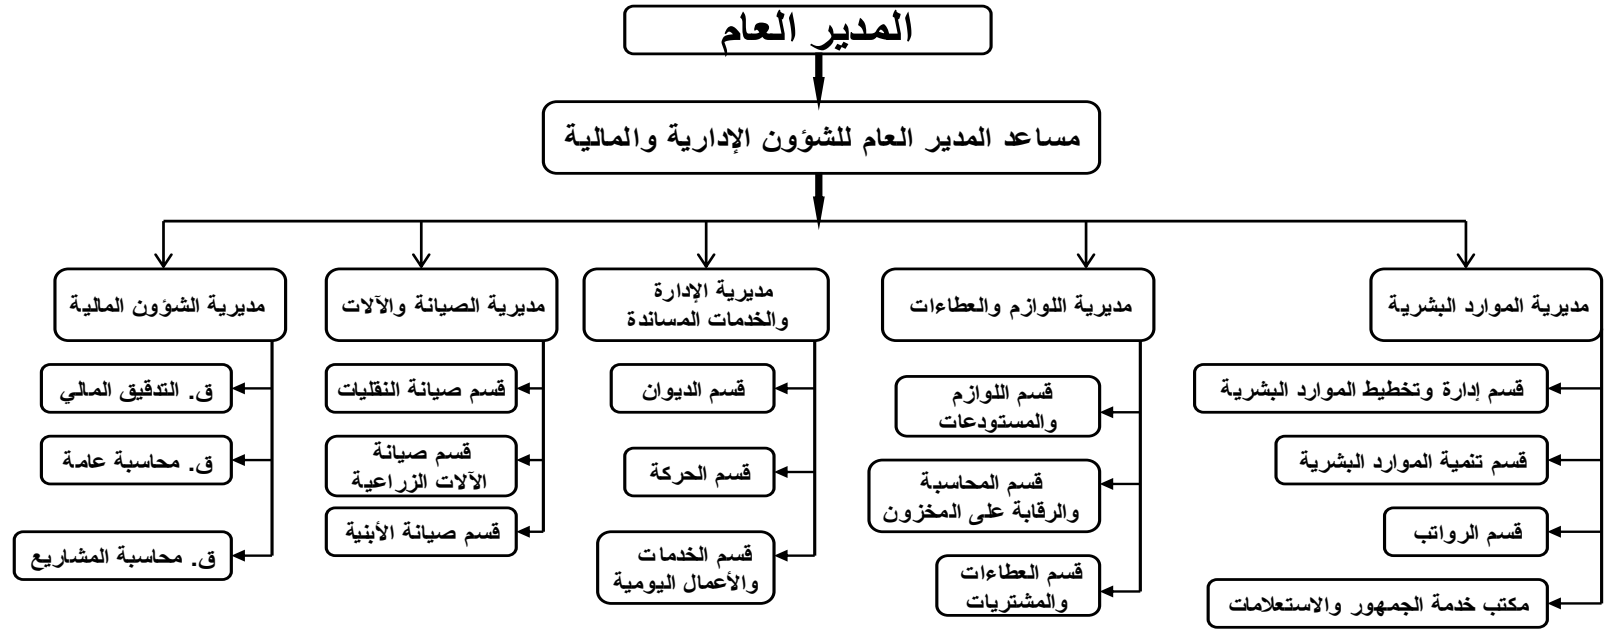 المدير العام
مساعد المدير العام للشؤون الإدارية والمالية
مديرية الموارد البشرية
قسم إدارة وتخطيط الموارد البشرية
قسم تنمية الموارد البشرية
قسم الرواتب
مكتب خدمة الجمهور والاستعلامات
مديرية اللوازم والعطاءات
قسم اللوازم
والمستودعات
قسم المحاسبة
والرقابة على المخزون
قسم العطاءات
والمشتريات
مديرية الإدارة
والخدمات المساندة
قسم الديوان
قسم الحركة
قسم الخدمات
والأعمال اليومية
مديرية الصيانة والآلات
قسم صيانة النقليات
قسم صيانة
الآلات الزراعية
قسم صيانة الأبنية
مديرية الشؤون المالية
ق. التدقيق المالي
ق. محاسبة عامة
ق. محاسبة المشاريع